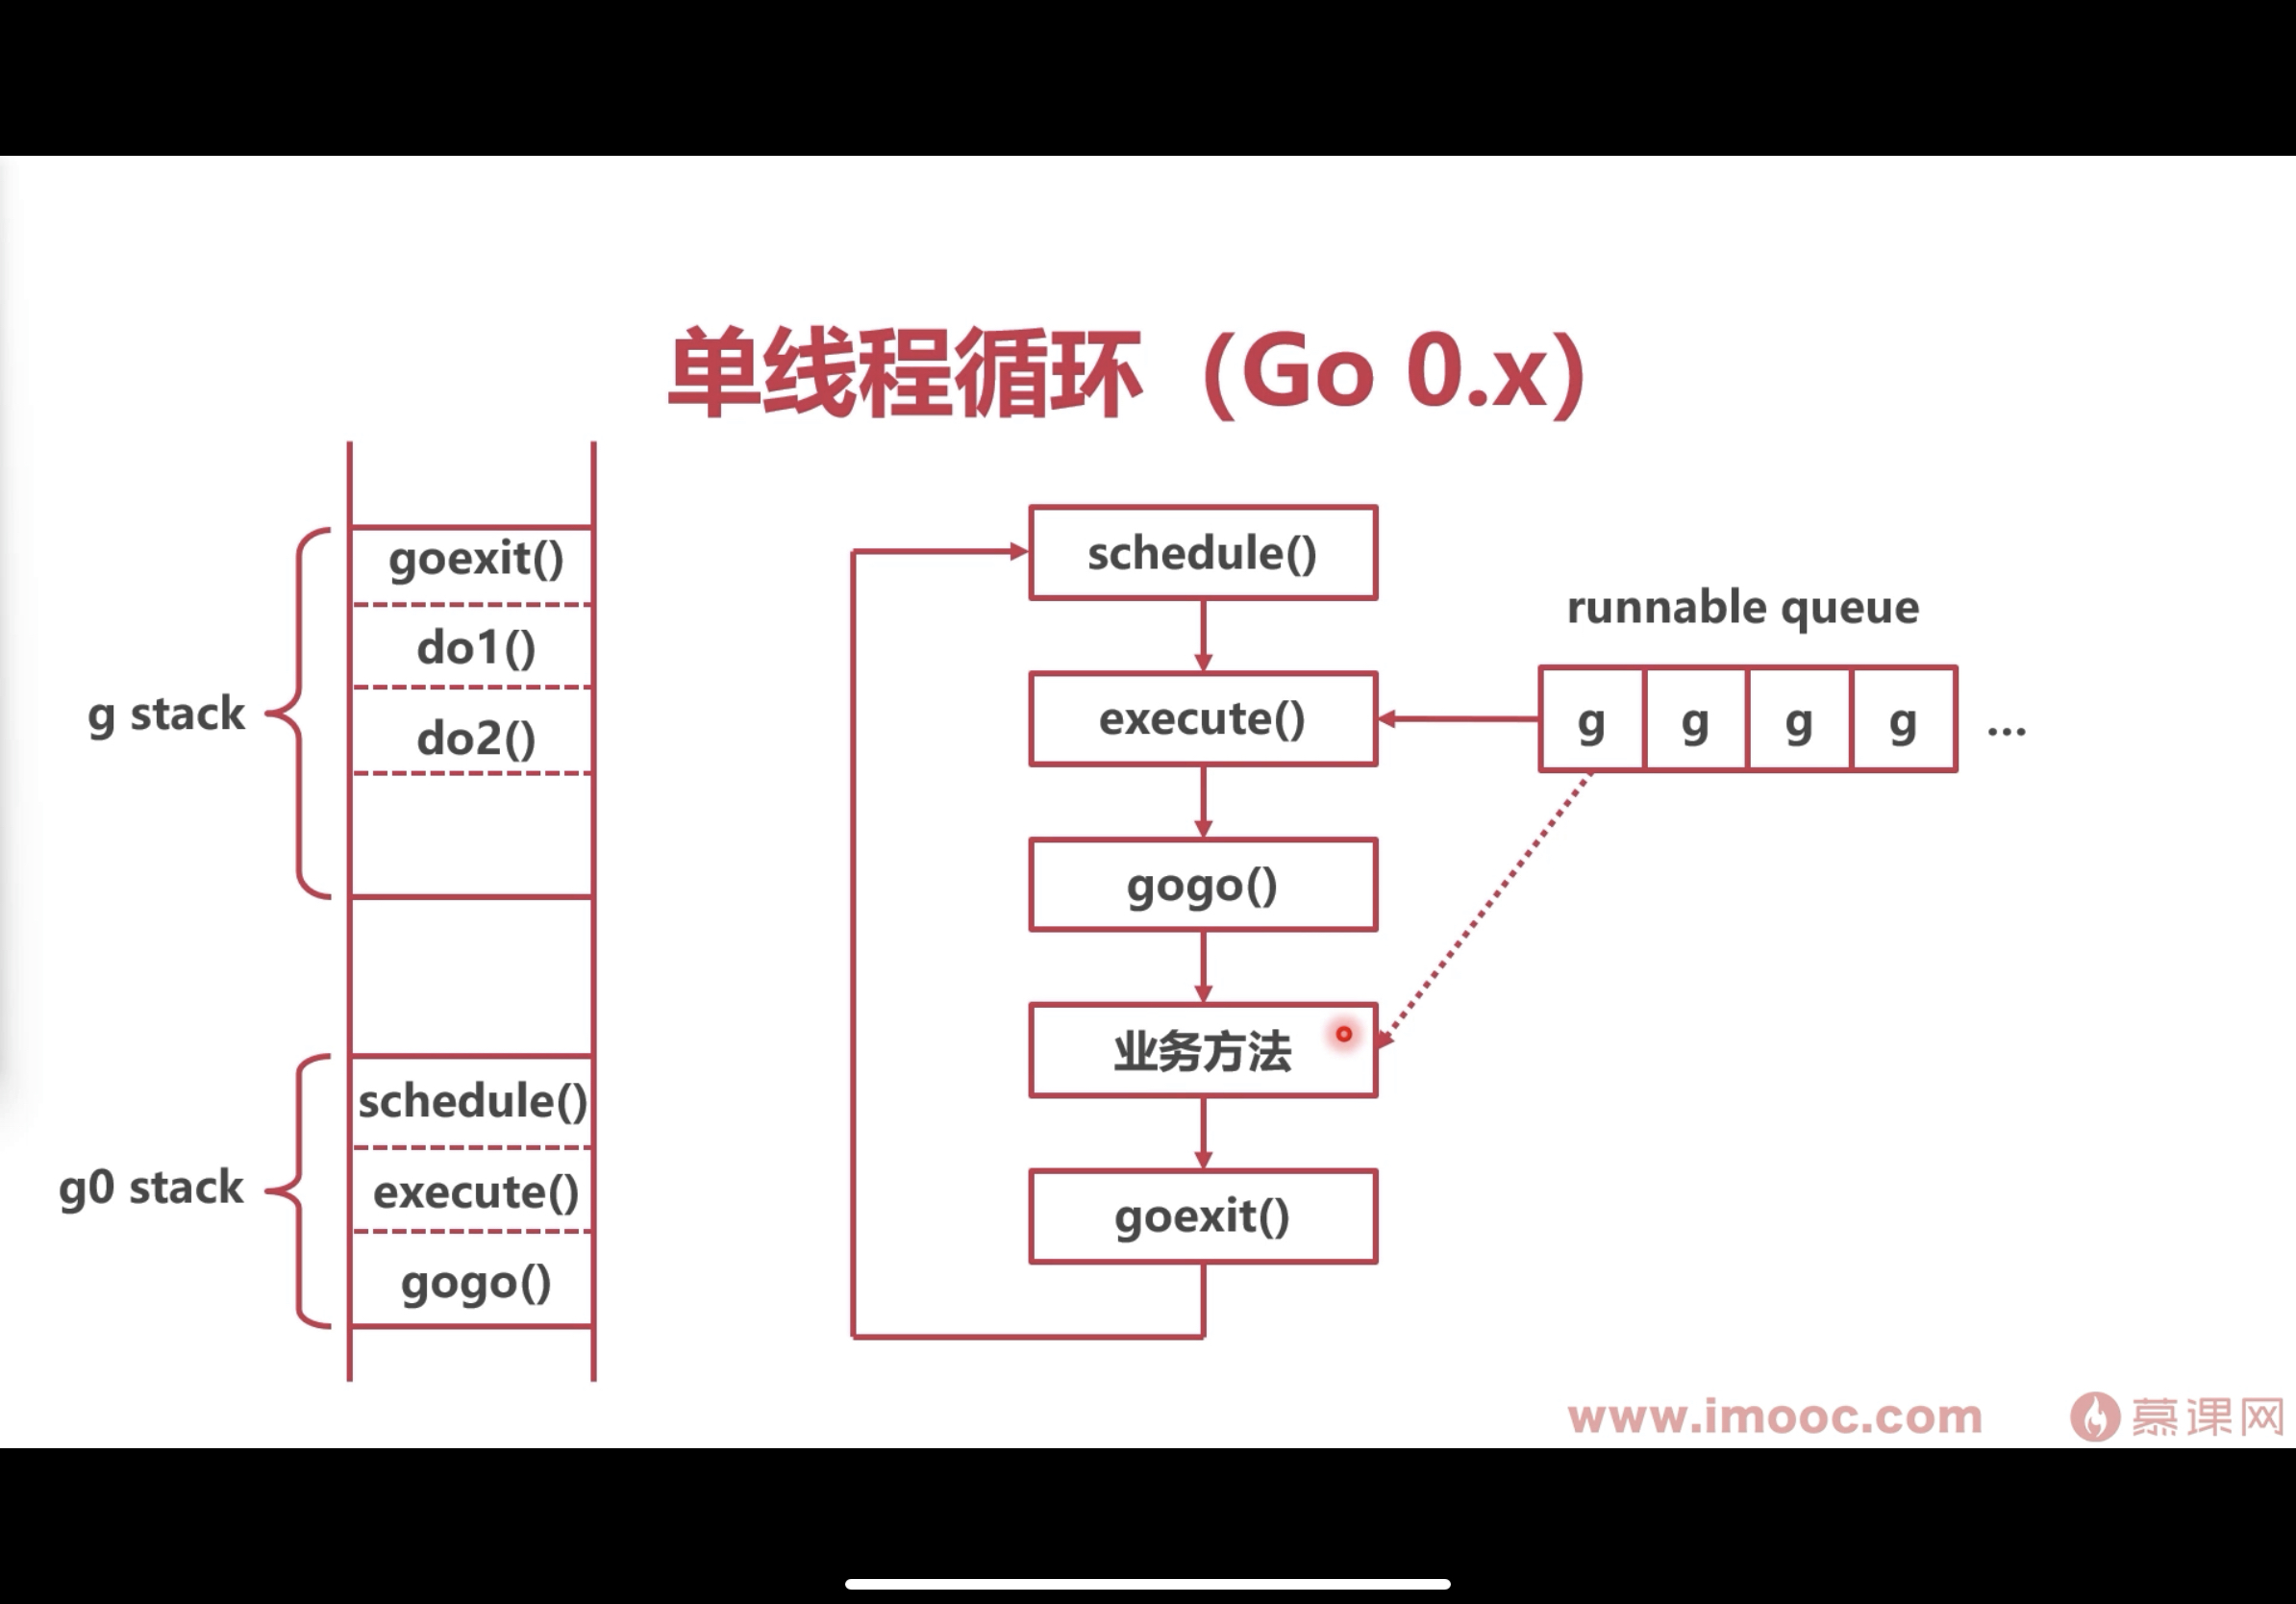 单线程循环（Go 0.x）
g stack
goexit()
do1()
do2()
g0 stack
schedule()
execute()
gogo()
schedule()
execute()
gogo()
业务方法
goexit()
runnable queue
g g g g ...
www.imooc.com 慕课网